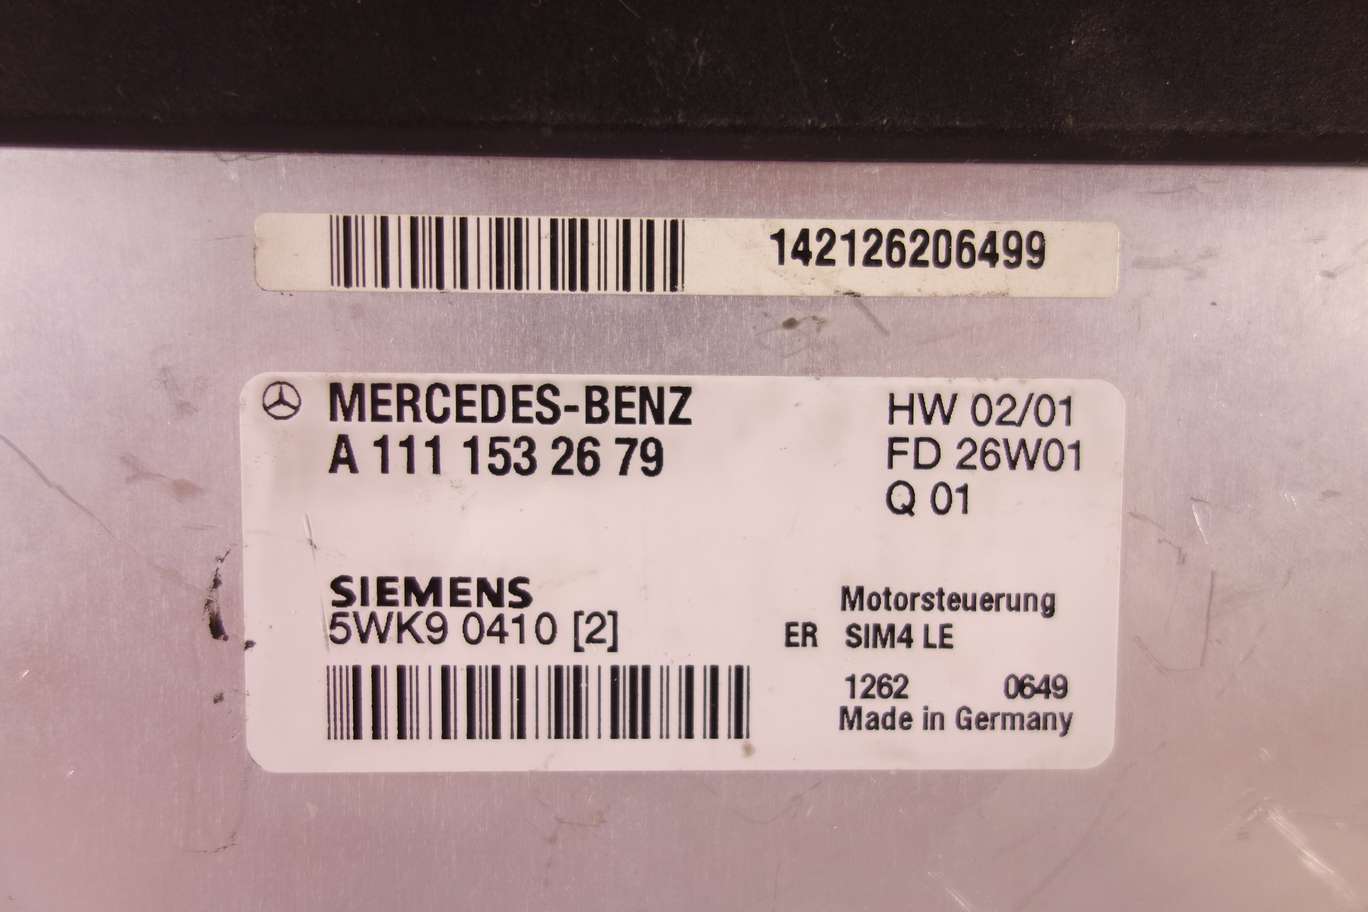 142126206499
MERCEDES-BENZ
A 111 153 26 79
HW 02/01
FD 26W01
Q 01
SIEMENS
5WK9 0410 [2]
Motorsteuerung
ER SIM4 LE
1262 0649
Made in Germany